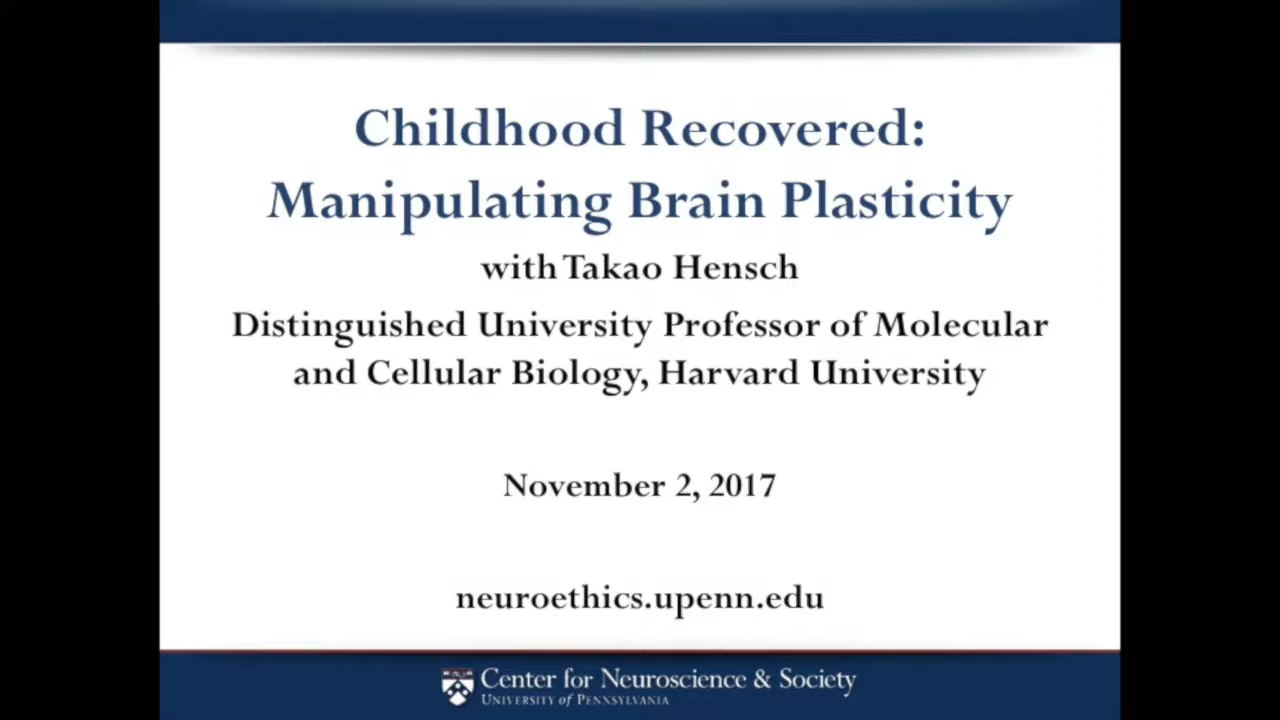 Childhood Recovered:
Manipulating Brain Plasticity
with Takao Hensch
Distinguished University Professor of Molecular
and Cellular Biology, Harvard University
November 2, 2017
neuroethics.upenn.edu
Center for Neuroscience & Society
UNIVERSITY of PENNSYLVANIA